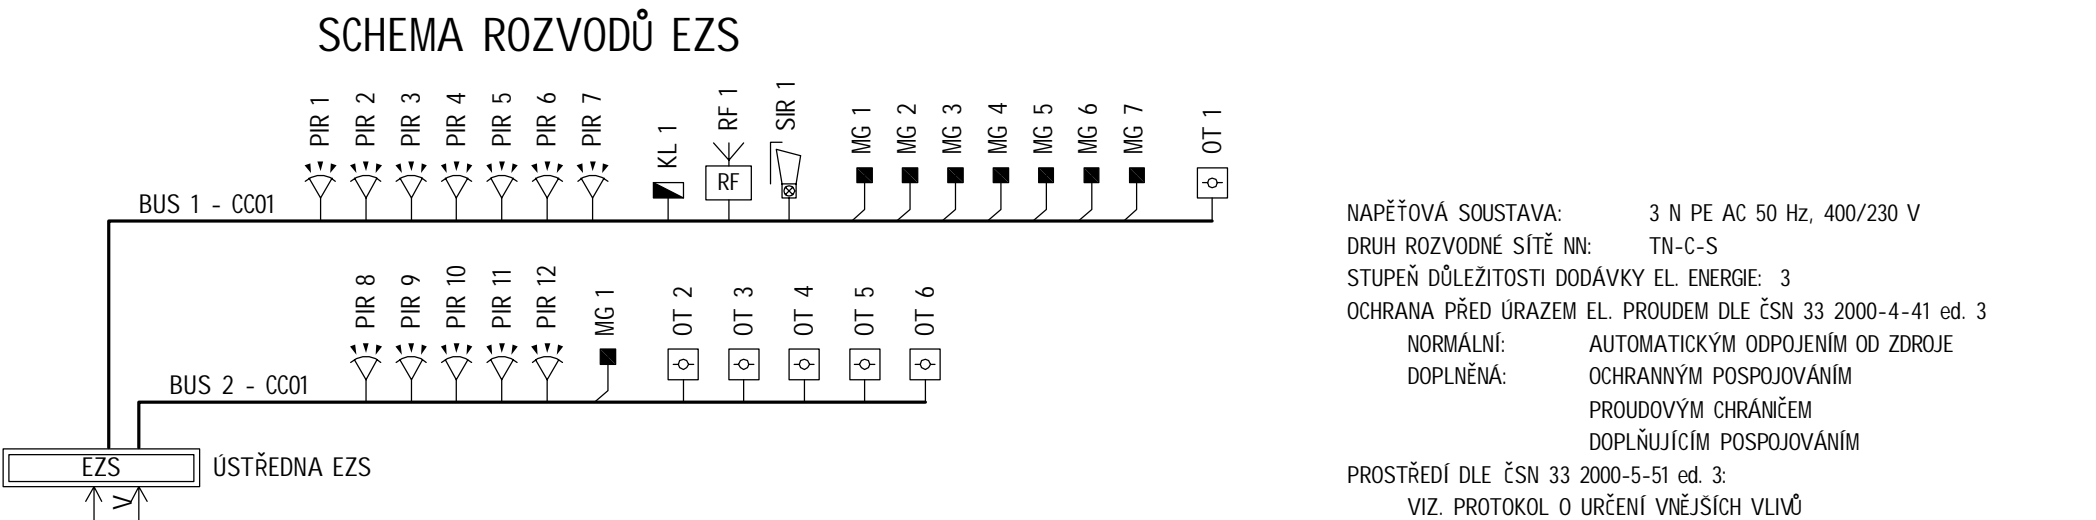 SCHEMA ROZVODŮ EZS
PIR 1
PIR 2
PIR 3
PIR 4
PIR 5
PIR 6
PIR 7
KL 1
RF 1
SIR 1
MG 1
MG 2
MG 3
MG 4
MG 5
MG 6
MG 7
OT 1
RF
BUS 1 - CC01
PIR 8
PIR 9
PIR 10
PIR 11
PIR 12
MG 1
OT 2
OT 3
OT 4
OT 5
OT 6
BUS 2 - CC01
EZS
ÚSTŘEDNA EZS
V
NAPĚŤOVÁ SOUSTAVA: 3 N PE AC 50 Hz, 400/230 V
DRUH ROZVODNÉ SÍTĚ NN: TN-C-S
STUPEŇ DŮLEŽITOSTI DODÁVKY EL. ENERGIE: 3
OCHRANA PŘED ÚRAZEM EL. PROUDEM DLE ČSN 33 2000-4-41 ed. 3
NORMÁLNÍ: AUTOMATICKÝM ODPOJENÍM OD ZDROJE
DOPLNĚNÁ: OCHRANNÝM POSPOJOVÁNÍM
PROUDOVÝM CHRÁNIČEM
DOPLŇUJÍCÍM POSPOJOVÁNÍM
PROSTŘEDÍ DLE ČSN 33 2000-5-51 ed. 3:
VIZ. PROTOKOL O URČENÍ VNĚJŠÍCH VLIVŮ